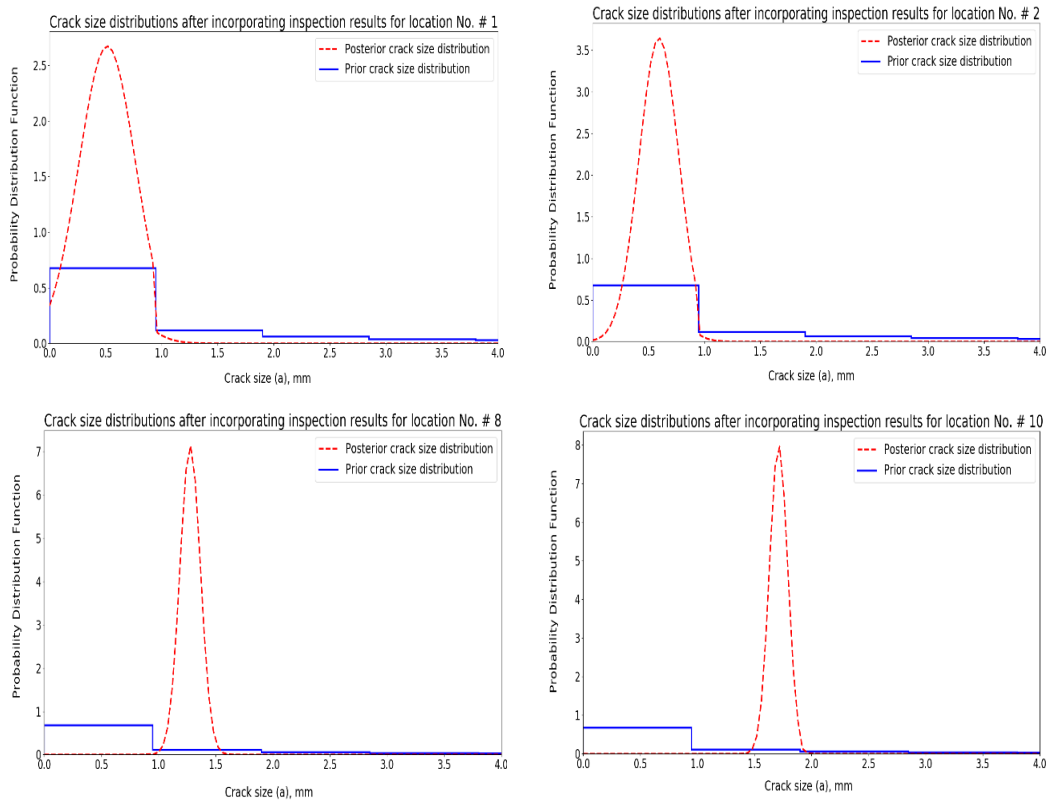 Crack size distributions after incorporating inspection results for location No. # 1
Posterior crack size distribution
Prior crack size distribution
Probability Distribution Function
2.5
2.0
1.5
1.0
0.5
0.0
0.0 0.5 1.0 1.5 2.0 2.5 3.0 3.5 4.0
Crack size (a), mm
Crack size distributions after incorporating inspection results for location No. # 2
Posterior crack size distribution
Prior crack size distribution
Probability Distribution Function
3.5
3.0
2.5
2.0
1.5
1.0
0.5
0.0
0.0 0.5 1.0 1.5 2.0 2.5 3.0 3.5 4.0
Crack size (a), mm
Crack size distributions after incorporating inspection results for location No. # 8
Posterior crack size distribution
Prior crack size distribution
Probability Distribution Function
7
6
5
4
3
2
1
0
0.0 0.5 1.0 1.5 2.0 2.5 3.0 3.5 4.0
Crack size (a), mm
Crack size distributions after incorporating inspection results for location No. # 10
Posterior crack size distribution
Prior crack size distribution
Probability Distribution Function
8
7
6
5
4
3
2
1
0
0.0 0.5 1.0 1.5 2.0 2.5 3.0 3.5 4.0
Crack size (a), mm